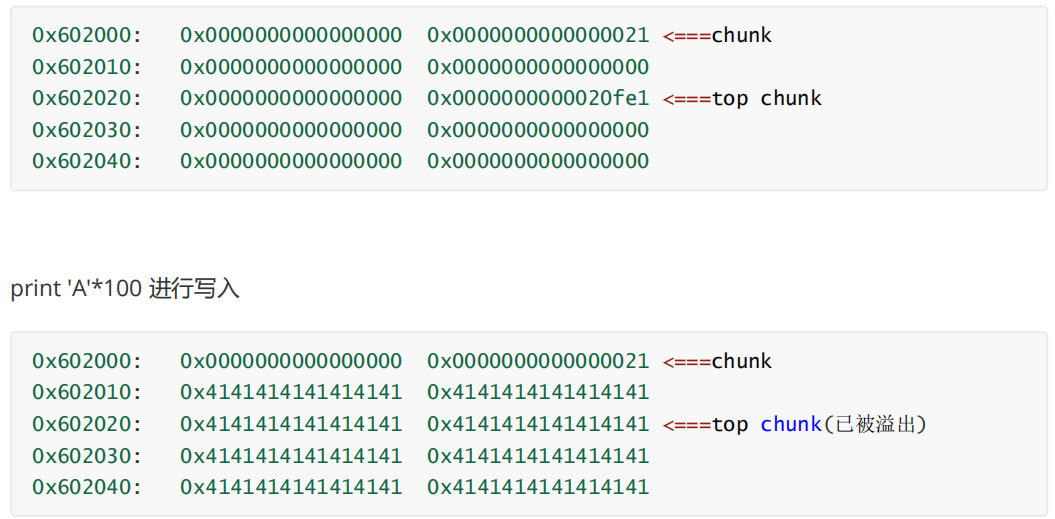 0x602000: 0x0000000000000000 0x0000000000000021 <===chunk
0x602010: 0x0000000000000000 0x0000000000000000
0x602020: 0x0000000000000000 0x0000000000020fe1 <===top chunk
0x602030: 0x0000000000000000 0x0000000000000000
0x602040: 0x0000000000000000 0x0000000000000000
print 'A'*100 进行写入
0x602000: 0x0000000000000000 0x0000000000000021 <===chunk
0x602010: 0x4141414141414141 0x4141414141414141
0x602020: 0x4141414141414141 0x4141414141414141 <===top chunk(已被溢出)
0x602030: 0x4141414141414141 0x4141414141414141
0x602040: 0x4141414141414141 0x4141414141414141